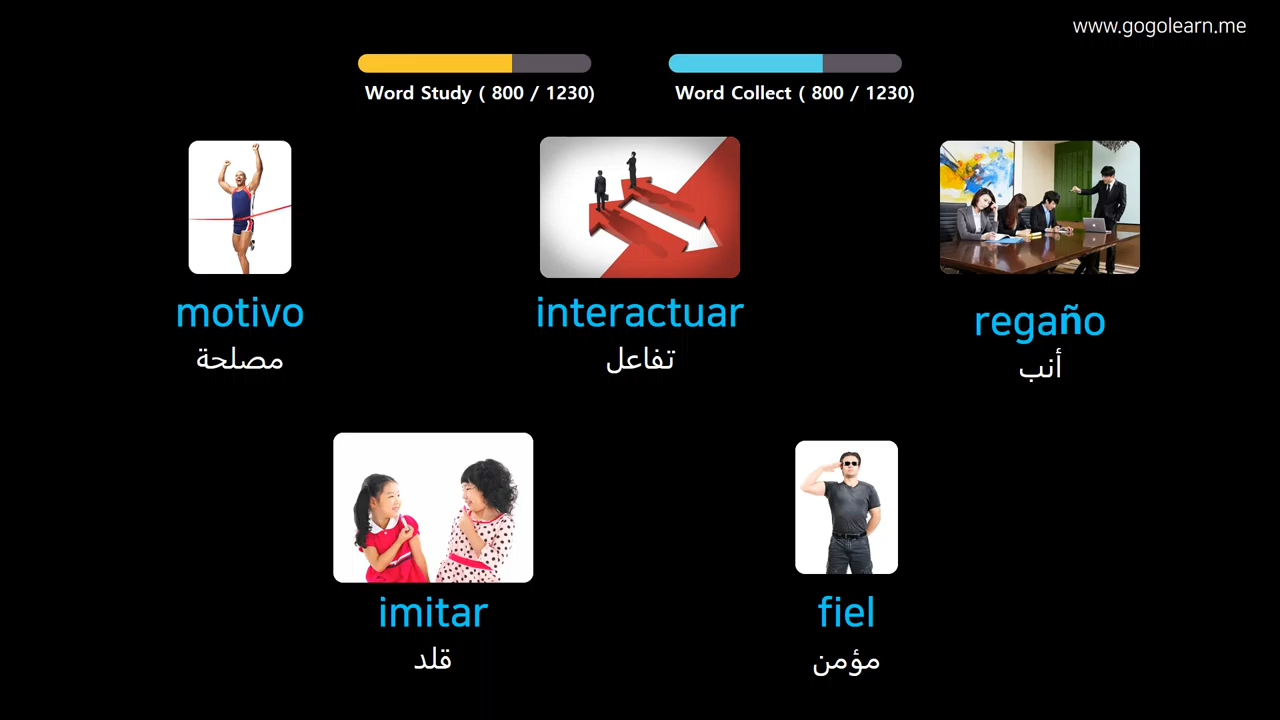 www.gogolearn.me
Word Study ( 800 / 1230)
Word Collect ( 800 / 1230)
motivo
مصلحة
interactuar
تفاعل
regaño
أنب
imitar
قلد
fiel
مؤمن